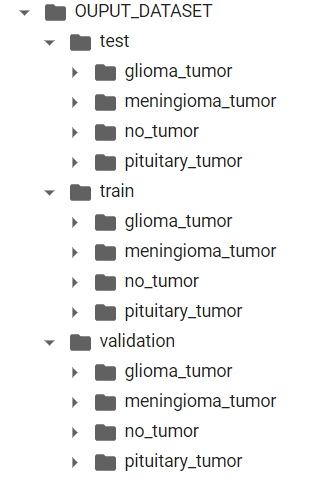 OUPUT_DATASET
test
glioma_tumor
meningioma_tumor
no_tumor
pituitary_tumor
train
glioma_tumor
meningioma_tumor
no_tumor
pituitary_tumor
validation
glioma_tumor
meningioma_tumor
no_tumor
pituitary_tumor